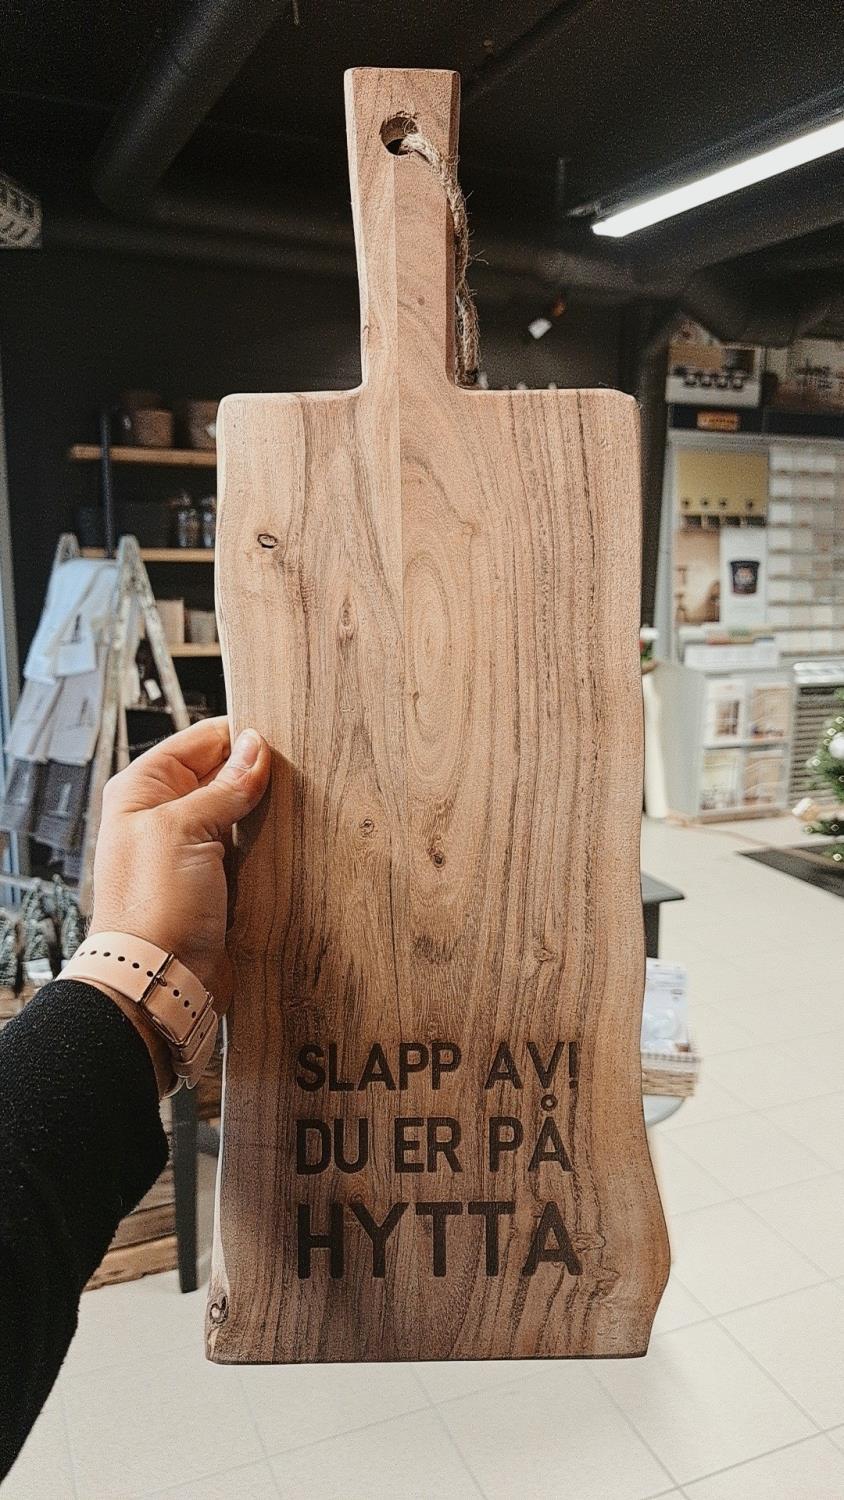 SLAPP AV!
DU ER PÅ
HYTTA